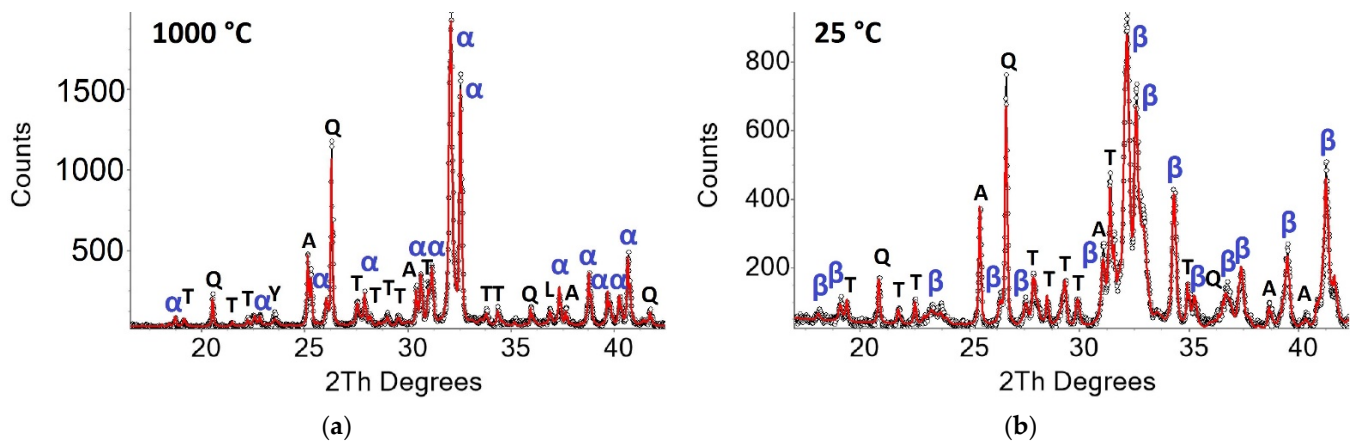 1000 °C
1500
1000
500
Counts
α T Q T T α Y A α Q T α T T T A α T α α α T T Q L α A α α α α Q
20 25 30 35 40
2Th Degrees
(a)
25 °C
800
600
400
200
Counts
β β T Q T T β A β Q β T T T T β A T β β β T β Q β β A β A β
20 25 30 35 40
2Th Degrees
(b)